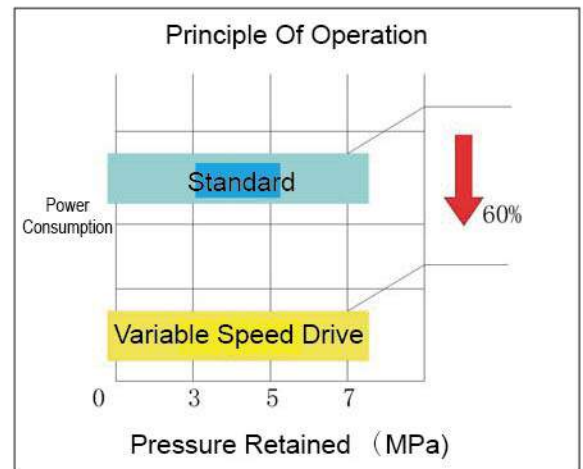 Principle Of Operation
Standard
Power
Consumption
60%
Variable Speed Drive
0 3 5 7
Pressure Retained （MPa)